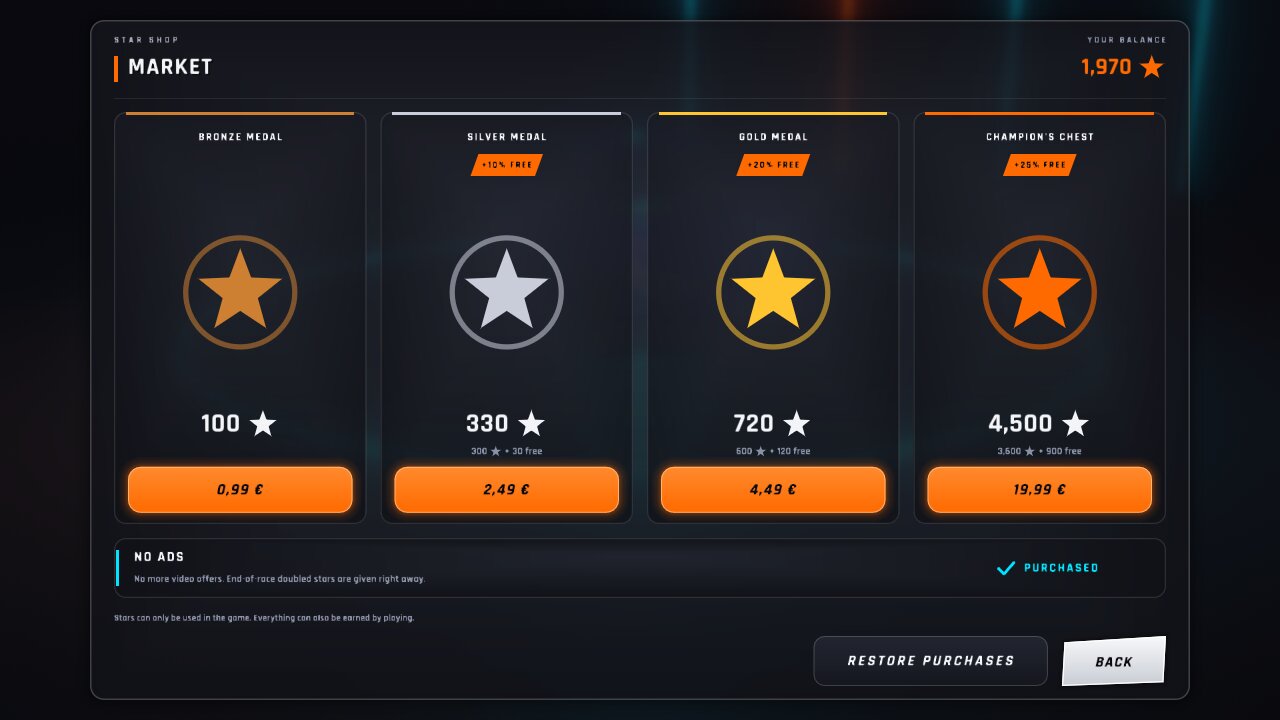 STAR SHOP
YOUR BALANCE
MARKET
1,970
BRONZE MEDAL
SILVER MEDAL
GOLD MEDAL
CHAMPION'S CHEST
+10% FREE
+20% FREE
+25% FREE
100
330
720
4,500
300 ★ + 30 free
600 ★ + 120 free
3,600 ★ + 900 free
0,99 €
2,49 €
4,49 €
19,99 €
NO ADS
No more video offers. End-of-race doubled stars are given right away.
PURCHASED
Stars can only be used in the game. Everything can also be earned by playing.
RESTORE PURCHASES
BACK